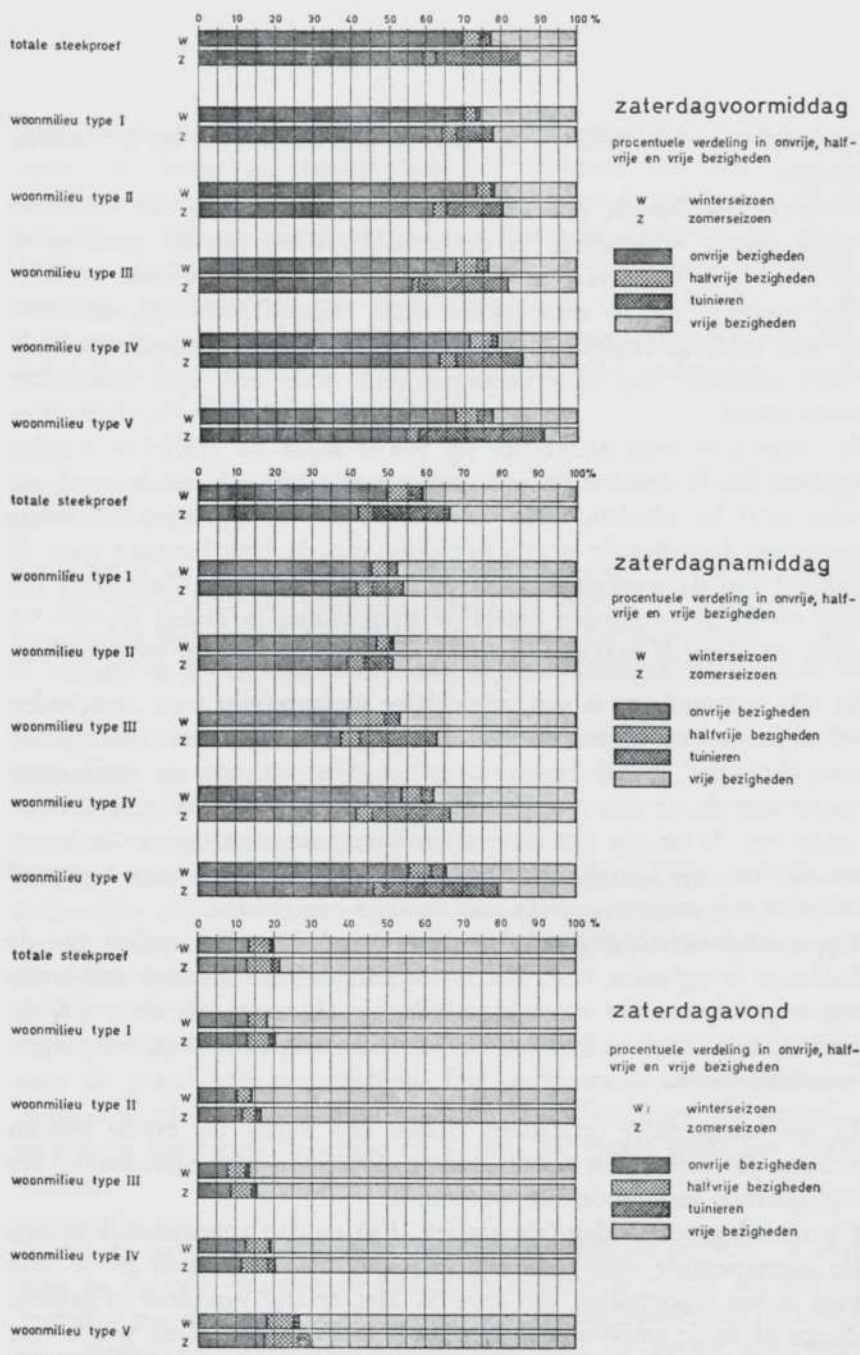 0 10 20 30 40 50 60 70 80 90 100 %
totale steekproef
W
Z
woonmilieu type I
W
Z
woonmilieu type II
W
Z
woonmilieu type III
W
Z
woonmilieu type IV
W
Z
woonmilieu type V
W
Z
zaterdagvoormiddag
procentuele verdeling in onvrije, half-
vrije en vrije bezigheden
W winterseizoen
Z zomerseizoen
onvrije bezigheden
halfvrije bezigheden
tuinieren
vrije bezigheden
0 10 20 30 40 50 60 70 80 90 100%
totale steekproef
W
Z
woonmilieu type I
W
Z
woonmilieu type II
W
Z
woonmilieu type III
W
Z
woonmilieu type IV
W
Z
woonmilieu type V
W
Z
zaterdagnamiddag
procentuele verdeling in onvrije, half-
vrije en vrije bezigheden
W winterseizoen
Z zomerseizoen
onvrije bezigheden
halfvrije bezigheden
tuinieren
vrije bezigheden
0 10 20 30 40 50 60 70 80 90 100%
totale steekproef
W
Z
woonmilieu type I
W
Z
woonmilieu type II
W
Z
woonmilieu type III
W
Z
woonmilieu type IV
W
Z
woonmilieu type V
W
Z
zaterdagavond
procentuele verdeling in onvrije, half-
vrije en vrije bezigheden
W winterseizoen
Z zomerseizoen
onvrije bezigheden
halfvrije bezigheden
tuinieren
vrije bezigheden